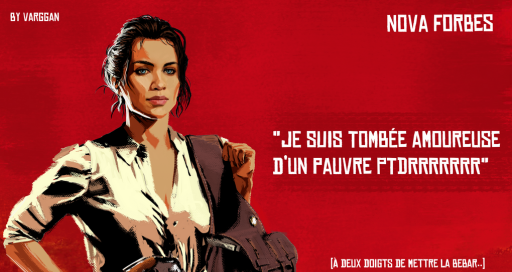 BY VARGGAN
NOVA FORBES
"JE SUIS TOMBÉE AMOUREUSE
D'UN PAUVRE PTDRRRRRRR"
[À DEUX DOIGTS DE METTRE LA BEBAR..]